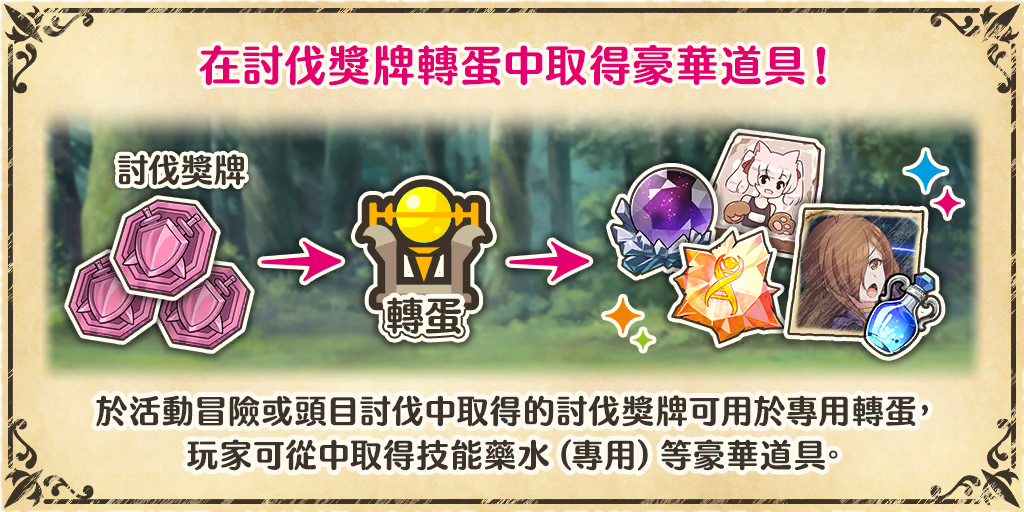 在討伐獎牌轉蛋中取得豪華道具！
討伐獎牌
轉蛋
於活動冒險或頭目討伐中取得的討伐獎牌可用於專用轉蛋，
玩家可從中取得技能藥水（專用）等豪華道具。